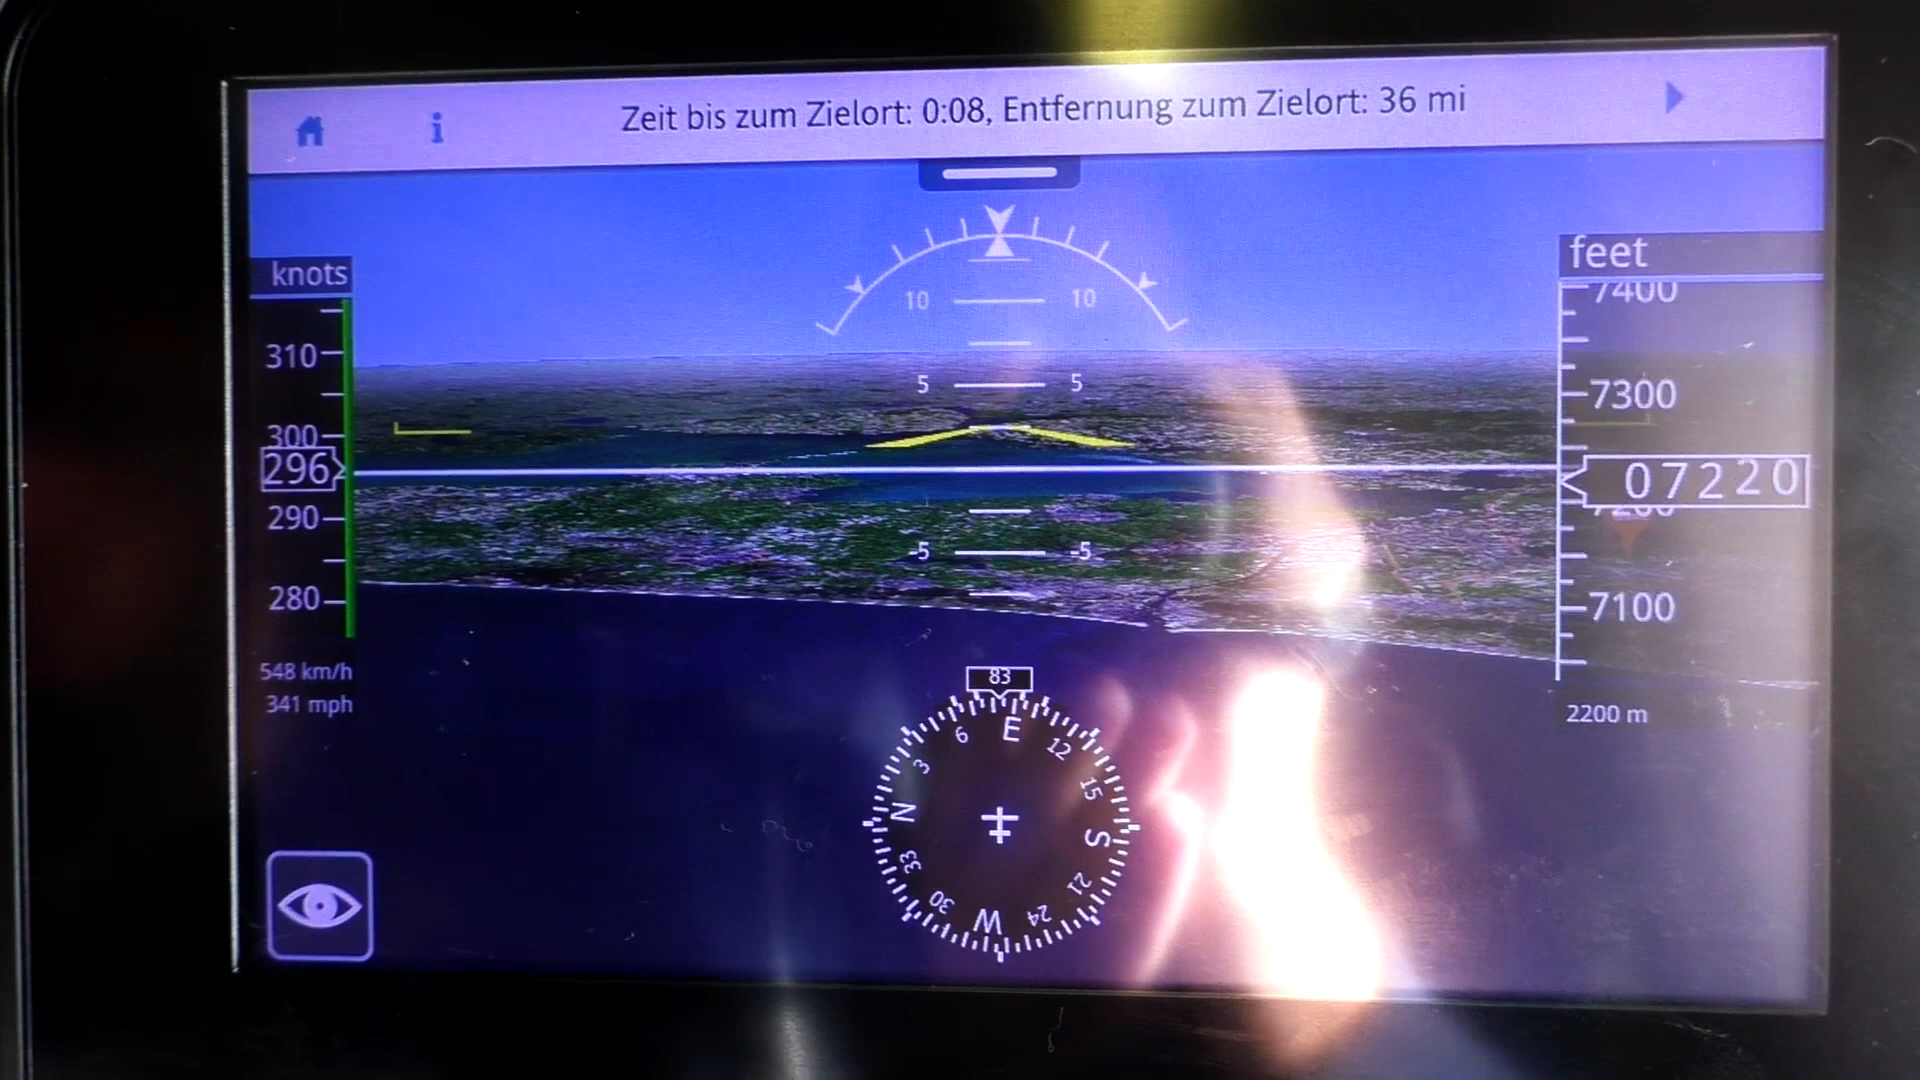 Zeit bis zum Zielort: 0:08, Entfernung zum Zielort: 36 mi
knots
310
300
296
290
280
548 km/h
341 mph
10 10
5 5
-5 -5
feet
7400
7300
07220
7200
7100
2200 m
83
E
12
15
S
21
24
W
30
33
N
3
6